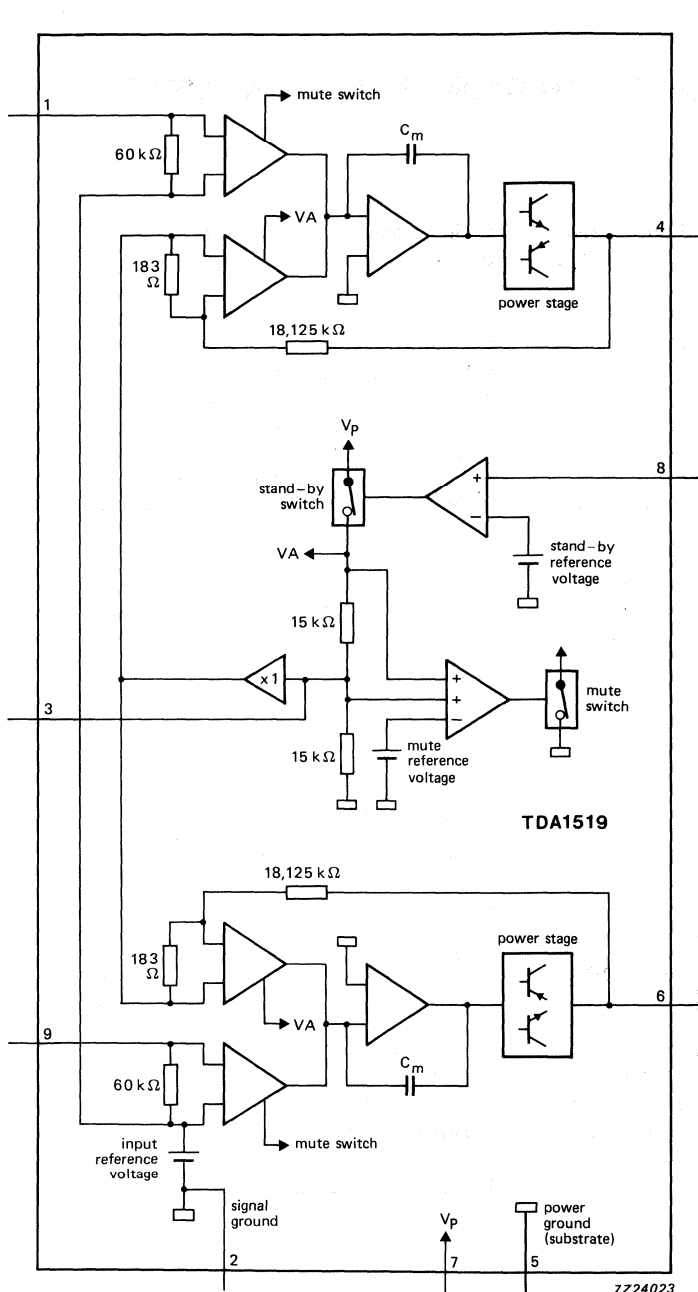 mute switch
1
C m
60 kΩ
VA
4
183
Ω
power stage
18,125 kΩ
V P
8
+
stand–by
switch
−
VA
stand–by
reference
voltage
15 kΩ
x1
+
+
−
mute
switch
3
mute
reference
voltage
15 kΩ
TDA1519
18,125 kΩ
power stage
183
Ω
6
VA
9
C m
60 kΩ
mute switch
input
reference
voltage
signal
ground
power
ground
(substrate)
V P
2
7
5
7Z24023